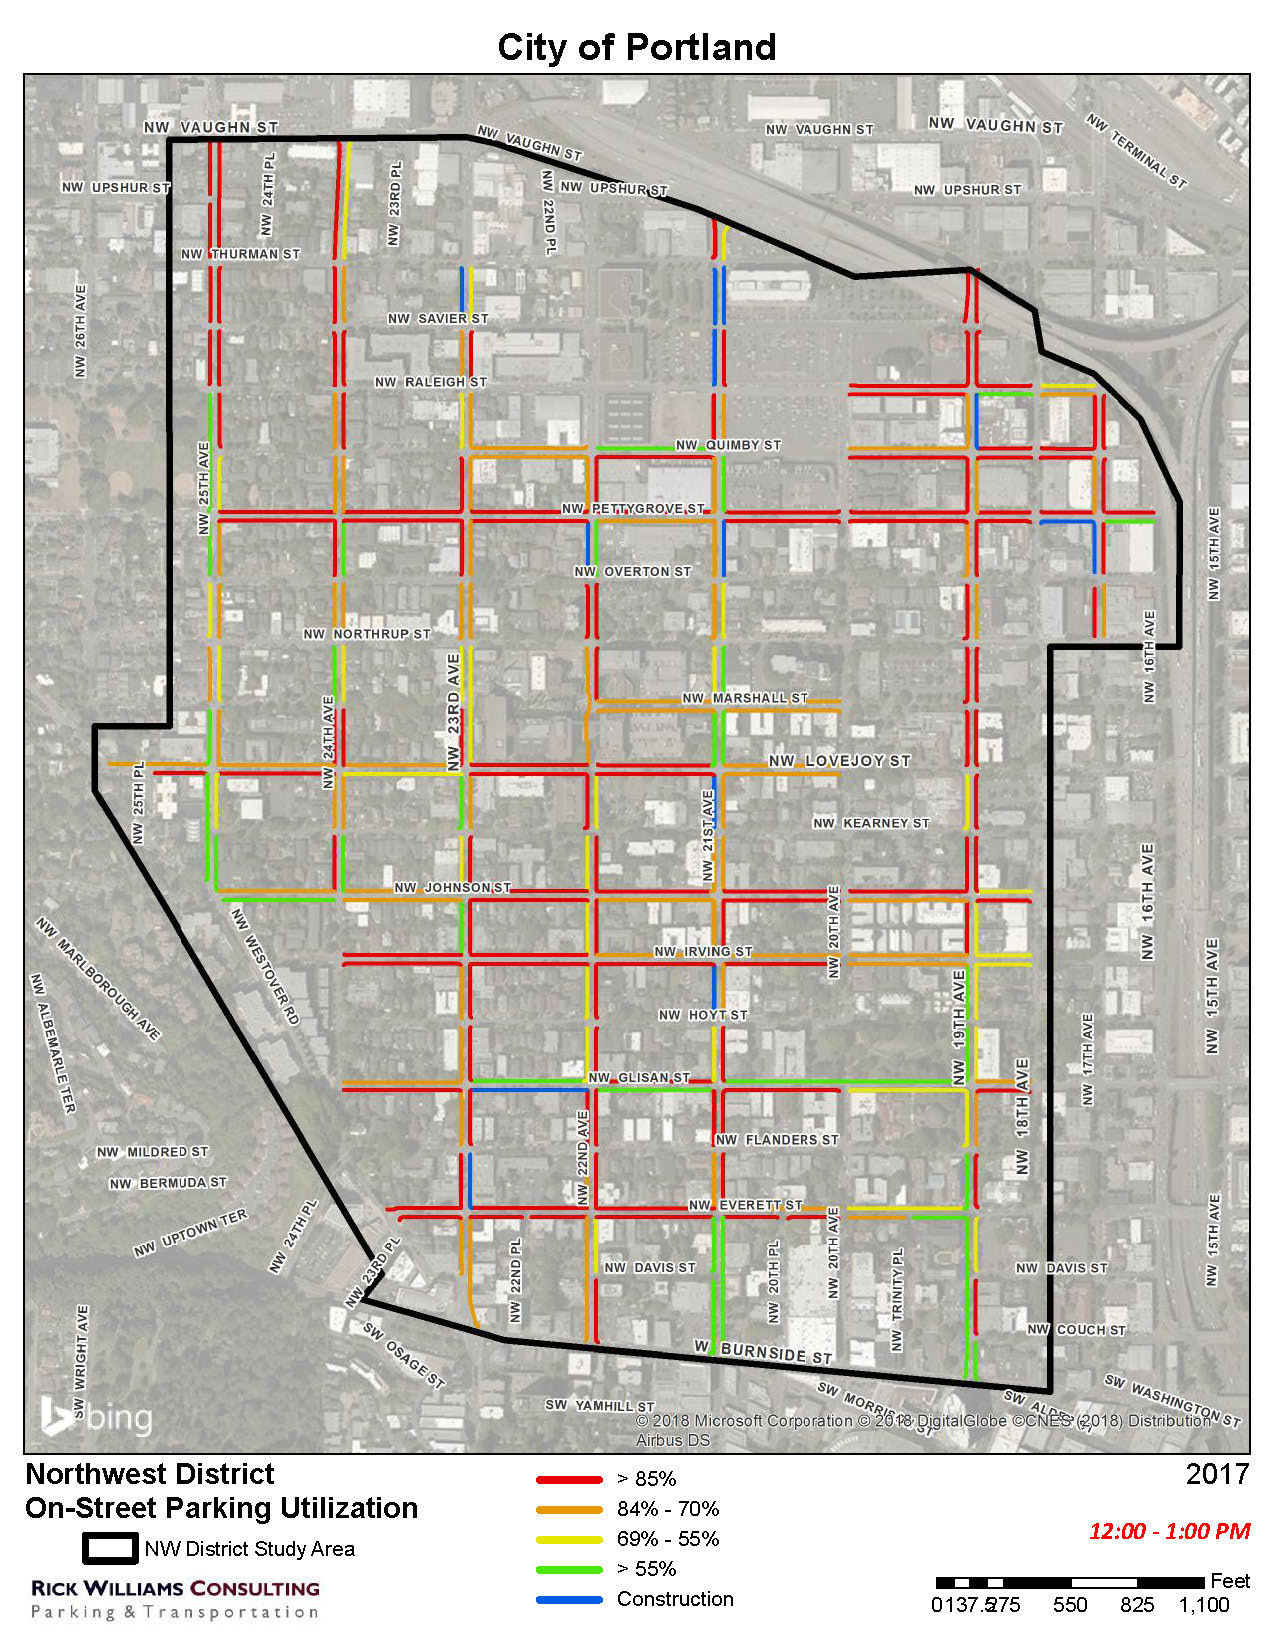 City of Portland
NW VAUGHN ST
NW VAUGHN ST
NW VAUGHN ST
NW VAUGHN ST
NW TERMINAL ST
NW UPSHUR ST
NW 24TH PL
NW 23RD PL
NW 22ND PL
NW UPSHUR ST
NW UPSHUR ST
NW THURMAN ST
NW 26TH AVE
NW SAVIER ST
NW RALEIGH ST
NW QUIMBY ST
NW 25TH AVE
NW PETTYGROVE ST
NW 15TH AVE
NW OVERTON ST
NW NORTHRUP ST
NW 16TH AVE
NW 23RD AVE
NW 24TH AVE
NW MARSHALL ST
NW LOVEJOY ST
NW 25TH PL
NW 21ST AVE
NW KEARNEY ST
NW JOHNSON ST
NW 20TH AVE
NW 16TH AVE
NW WESTOVER RD
NW MARLBOROUGH AVE
NW IRVING ST
NW 15TH AVE
NW ALBEMARLE TER
NW HOYT ST
NW 19TH AVE
NW 17TH AVE
NW GLISAN ST
NW 18TH AVE
NW 22ND AVE
NW FLANDERS ST
NW MILDRED ST
NW BERMUDA ST
NW EVERETT ST
NW UPTOWN TER
NW 24TH PL
NW 23RD PL
NW 22ND PL
NW DAVIS ST
NW 20TH PL
NW 20TH AVE
NW TRINITY PL
NW DAVIS ST
NW 15TH AVE
SW WRIGHT AVE
SW OSAGE ST
NW COUCH ST
W BURNSIDE ST
SW YAMHILL ST
SW MORRIS ST
SW ALDER CT
SW WASHINGTON ST
bing
© 2018 Microsoft Corporation © 2018 DigitalGlobe ©CNES (2018) Distribution
Airbus DS
Northwest District
On-Street Parking Utilization
NW District Study Area
RICK WILLIAMS CONSULTING
Parking & Transportation
> 85%
84% - 70%
69% - 55%
> 55%
Construction
2017
12:00 - 1:00 PM
Feet
0 137.5 275 550 825 1,100